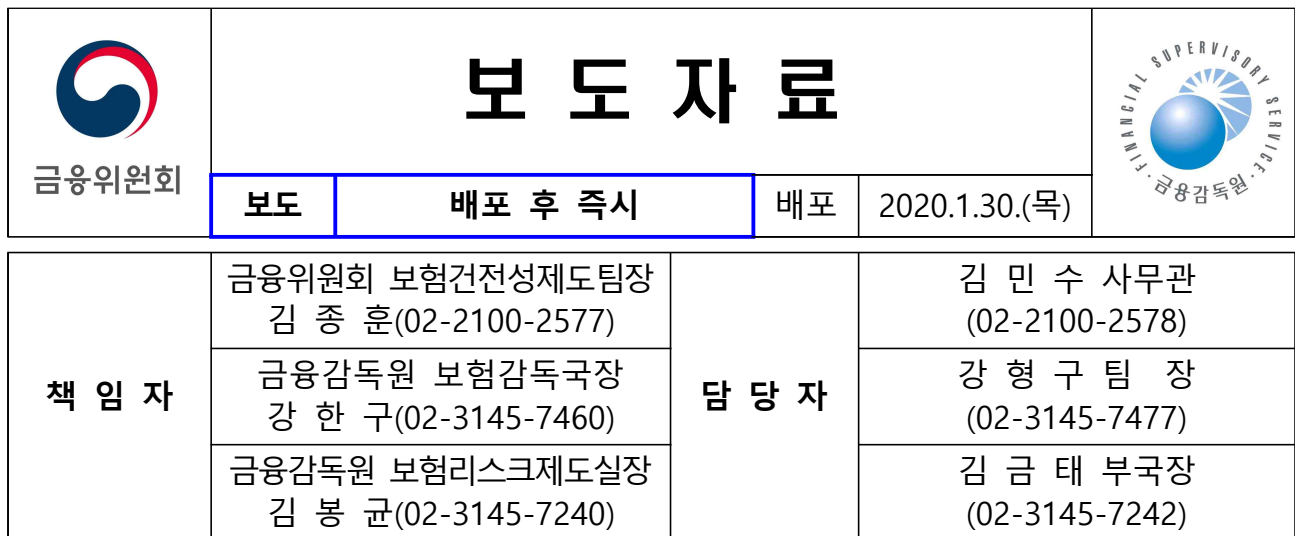 보 도 자 료
금융위원회
FINANCIAL SUPERVISORY SERVICE
금융감독원
보도 배포 후 즉시 배포 2020.1.30.(목)
책 임 자
금융위원회 보험건전성제도팀장
김 종 훈(02-2100-2577)
금융감독원 보험감독국장
강 한 구(02-3145-7460)
금융감독원 보험리스크제도실장
김 봉 균(02-3145-7240)
담 당 자
김 민 수 사무관
(02-2100-2578)
강 형 구 팀 장
(02-3145-7477)
김 금 태 부국장
(02-3145-7242)